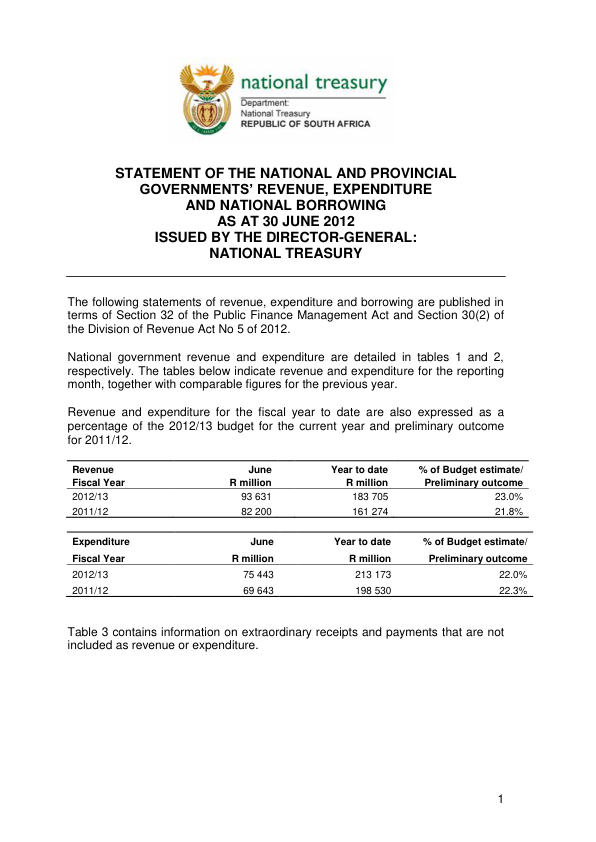 national treasury
Department:
National Treasury
REPUBLIC OF SOUTH AFRICA
STATEMENT OF THE NATIONAL AND PROVINCIAL
GOVERNMENTS' REVENUE, EXPENDITURE
AND NATIONAL BORROWING
AS AT 30 JUNE 2012
ISSUED BY THE DIRECTOR-GENERAL:
NATIONAL TREASURY
The following statements of revenue, expenditure and borrowing are published in
terms of Section 32 of the Public Finance Management Act and Section 30(2) of
the Division of Revenue Act No 5 of 2012.
National government revenue and expenditure are detailed in tables 1 and 2,
respectively. The tables below indicate revenue and expenditure for the reporting
month, together with comparable figures for the previous year.
Revenue and expenditure for the fiscal year to date are also expressed as a
percentage of the 2012/13 budget for the current year and preliminary outcome
for 2011/12.
Revenue June Year to date % of Budget estimate/
Fiscal Year R million R million Preliminary outcome
2012/13 93 631 183 705 23.0%
2011/12 82 200 161 274 21.8%
Expenditure June Year to date % of Budget estimate/
Fiscal Year R million R million Preliminary outcome
2012/13 75 443 213 173 22.0%
2011/12 69 643 198 530 22.3%
Table 3 contains information on extraordinary receipts and payments that are not
included as revenue or expenditure.
1